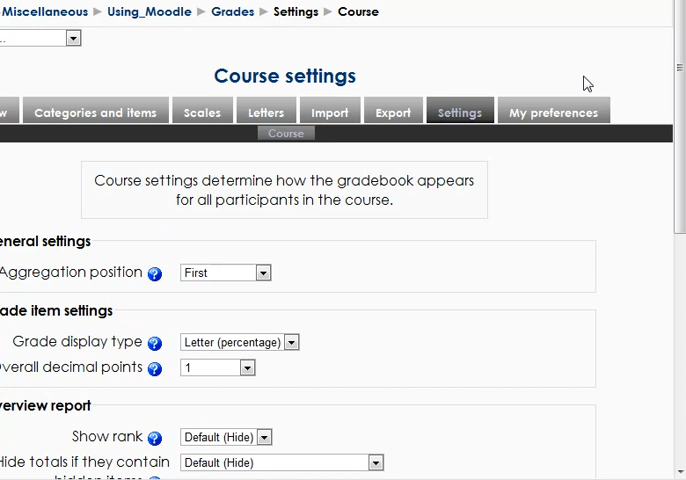 Miscellaneous ► Using_Moodle ► Grades ► Settings ► Course
..
Course settings
w Categories and items Scales Letters Import Export Settings My preferences
Course
Course settings determine how the gradebook appears
for all participants in the course.
eneral settings
Aggregation position First
ade item settings
Grade display type Letter (percentage)
verall decimal points 1
verview report
Show rank Default (Hide)
Hide totals if they contain Default (Hide)
hidden items